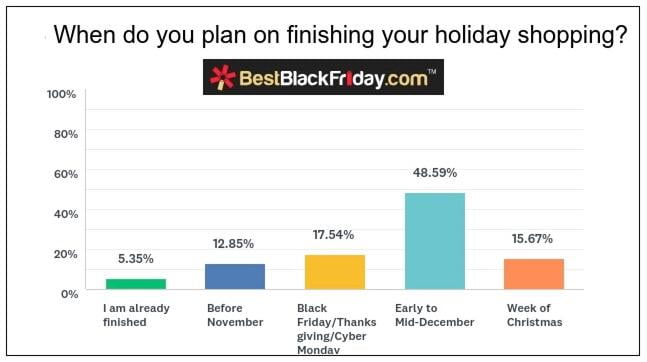 When do you plan on finishing your holiday shopping?
BestBlackFriday.com™
100%
80%
60%
40%
20%
0%
5.35%
12.85%
17.54%
48.59%
15.67%
I am already
finished
Before
November
Black
Friday/Thanks
giving/Cyber
Monday
Early to
Mid-December
Week of
Christmas